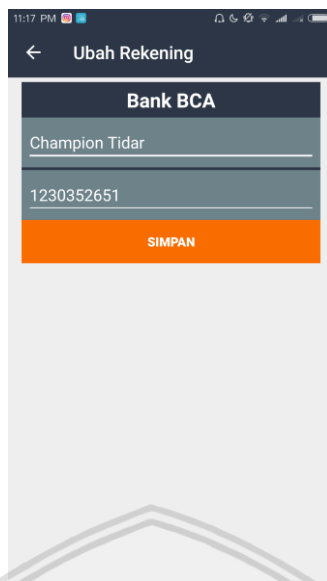 11:17 PM
Ubah Rekening
Bank BCA
Champion Tidar
1230352651
SIMPAN